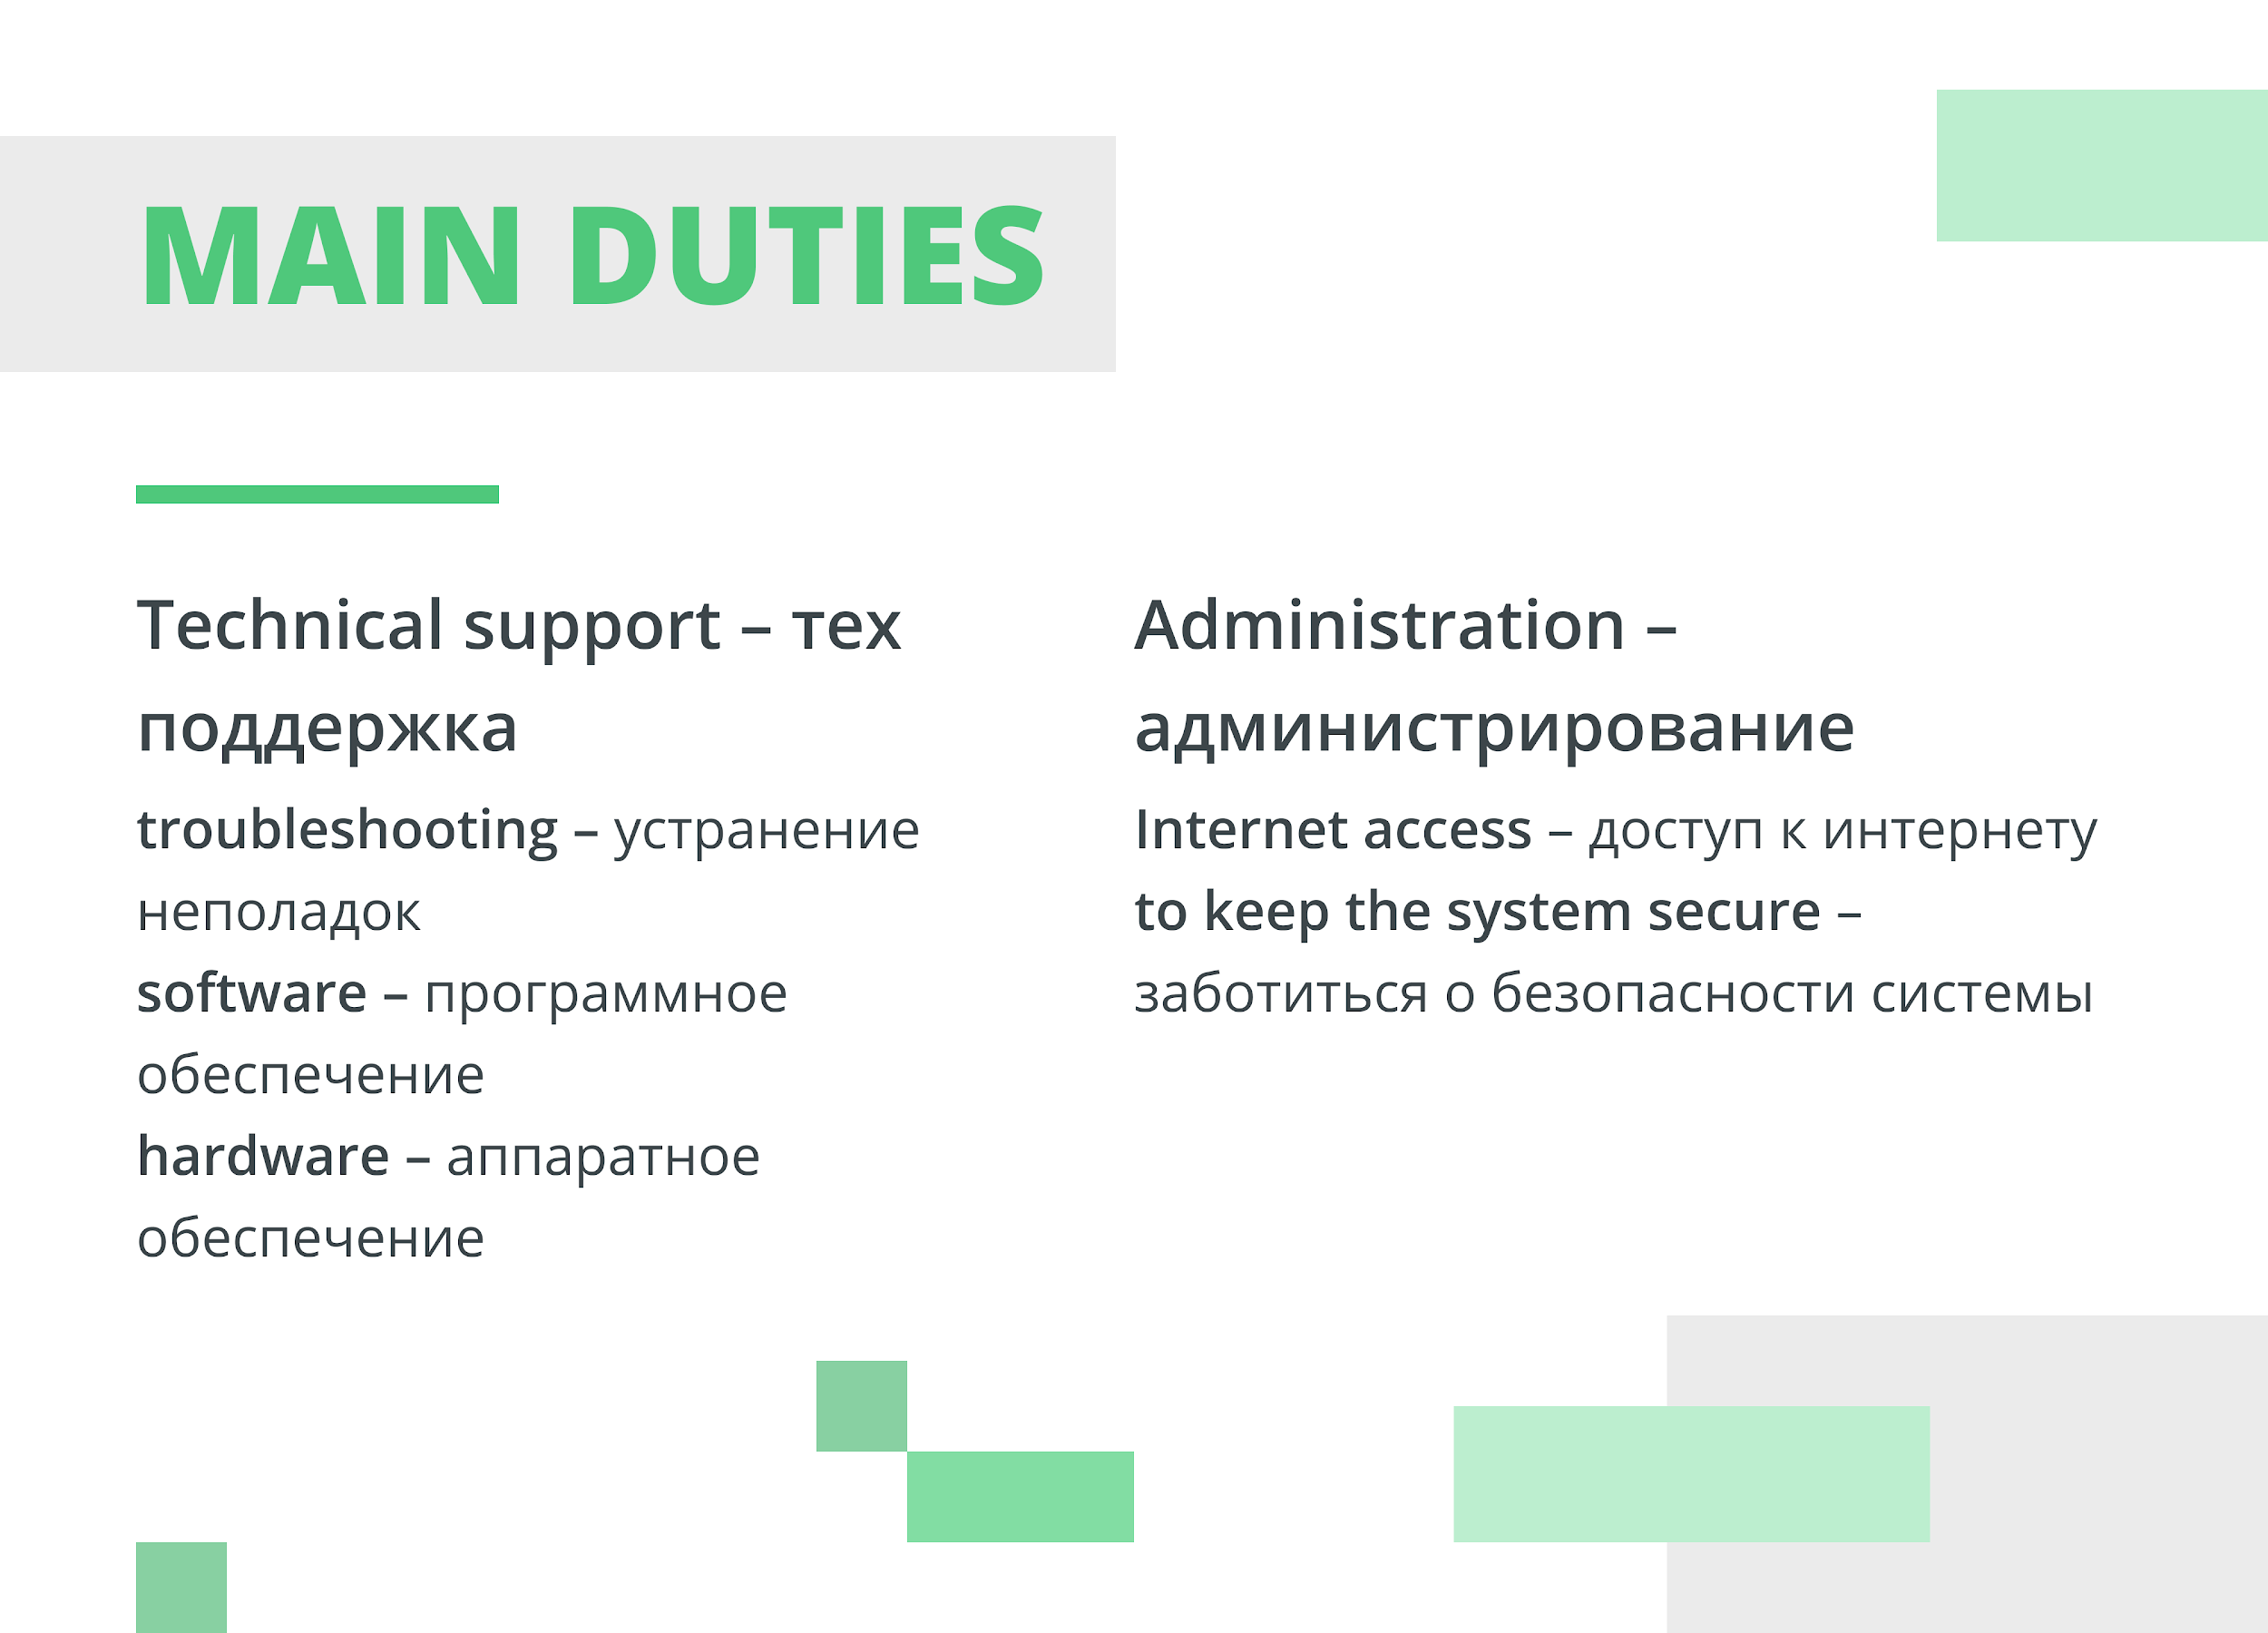 MAIN DUTIES
Technical support – тех
поддержка
troubleshooting – устранение
неполадок
software – программное
обеспечение
hardware – аппаратное
обеспечение
Administration –
администрирование
Internet access – доступ к интернету
to keep the system secure –
заботиться о безопасности системы